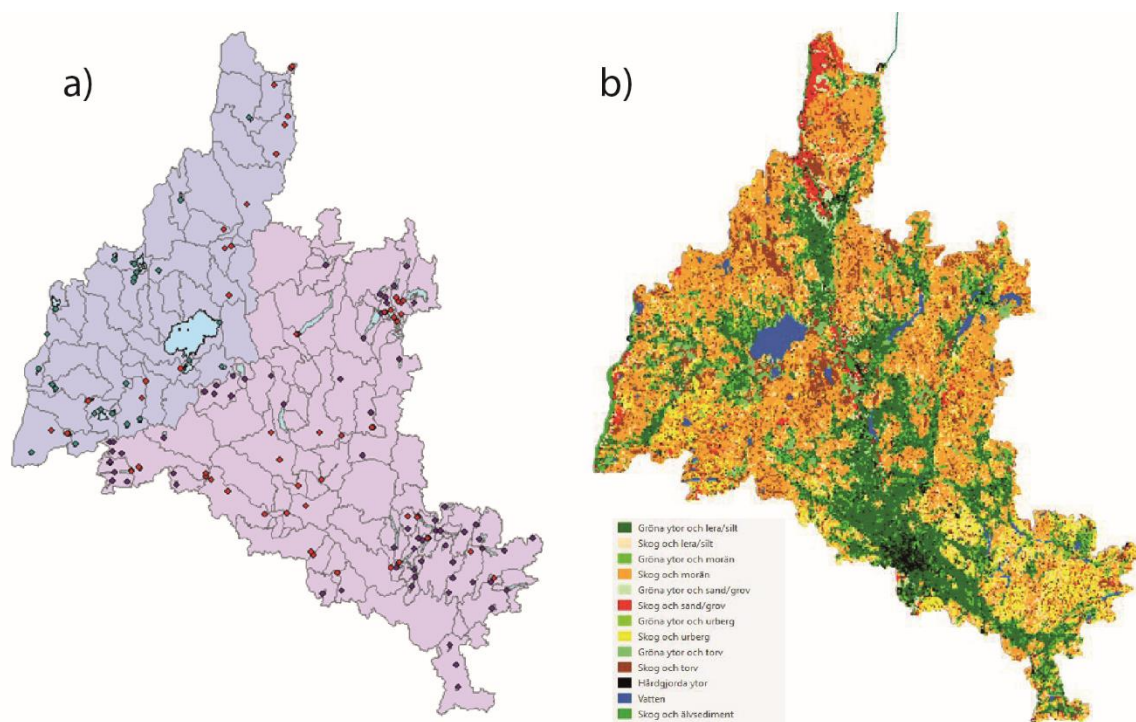 a)
b)
Gröna ytor och lera/silt
Skog och lera/silt
Gröna ytor och morän
Skog och morän
Gröna ytor och sand/grov
Skog och sand/grov
Gröna ytor och urberg
Skog och urberg
Gröna ytor och torv
Skog och torv
Hårdgjorda ytor
Vatten
Skog och älvsediment